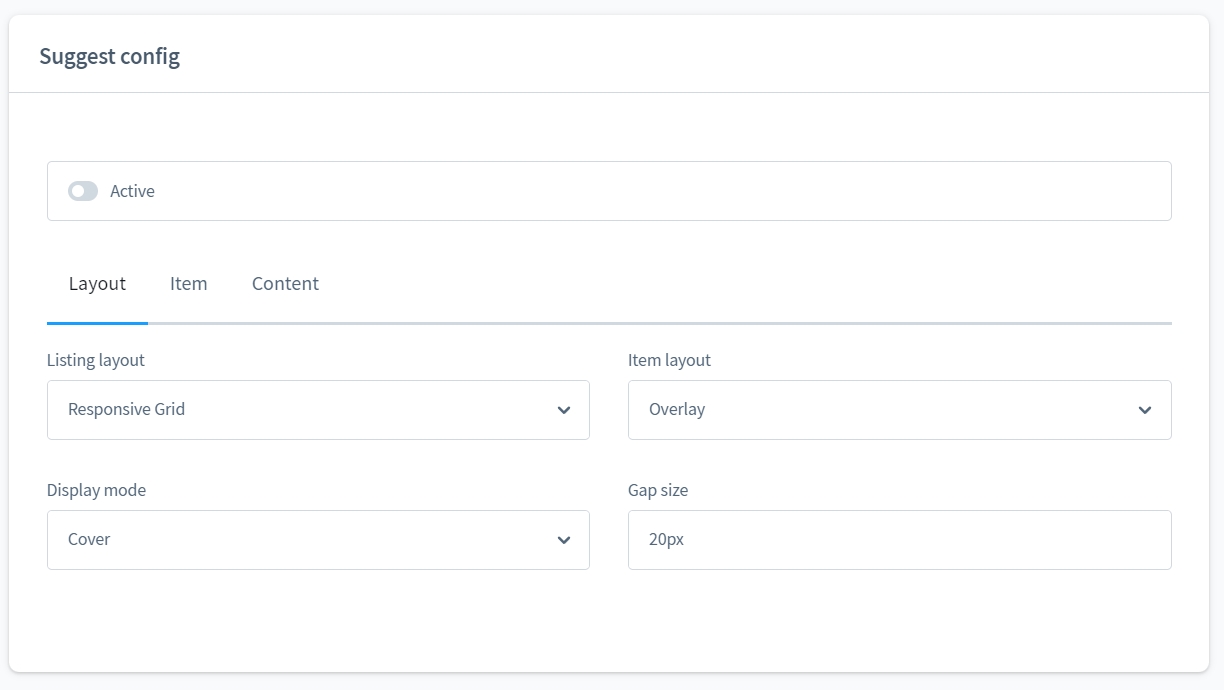 Suggest config
Active
Layout Item Content
Listing layout Item layout
Responsive Grid Overlay
Display mode Gap size
Cover 20px